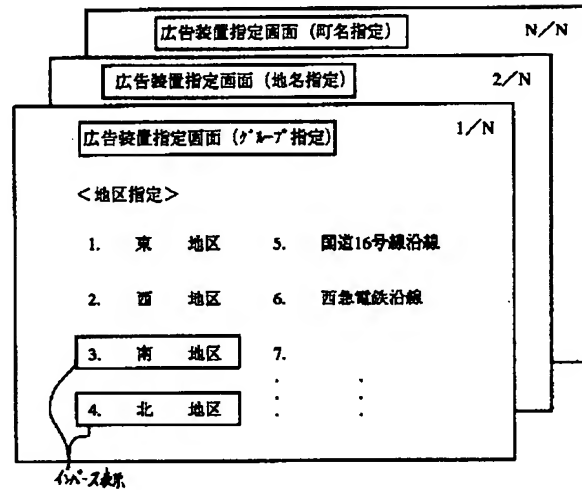 広告装置指定画面（町名指定） N／N
広告装置指定画面（地名指定） 2／N
広告装置指定画面（グループ指定） 1／N
＜地区指定＞
1. 東 地区 5. 国道16号線沿線
2. 西 地区 6. 西急電鉄沿線
3. 南 地区 7.
4. 北 地区
インバース表示